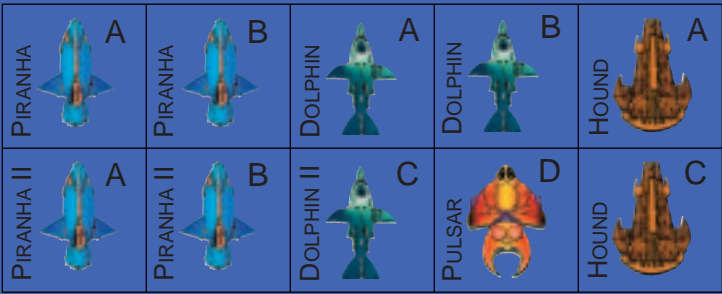 PIRANHA A
PIRANHA B
DOLPHIN A
DOLPHIN B
HOUND A
PIRANHA II A
PIRANHA II B
DOLPHIN II C
PULSAR D
HOUND C